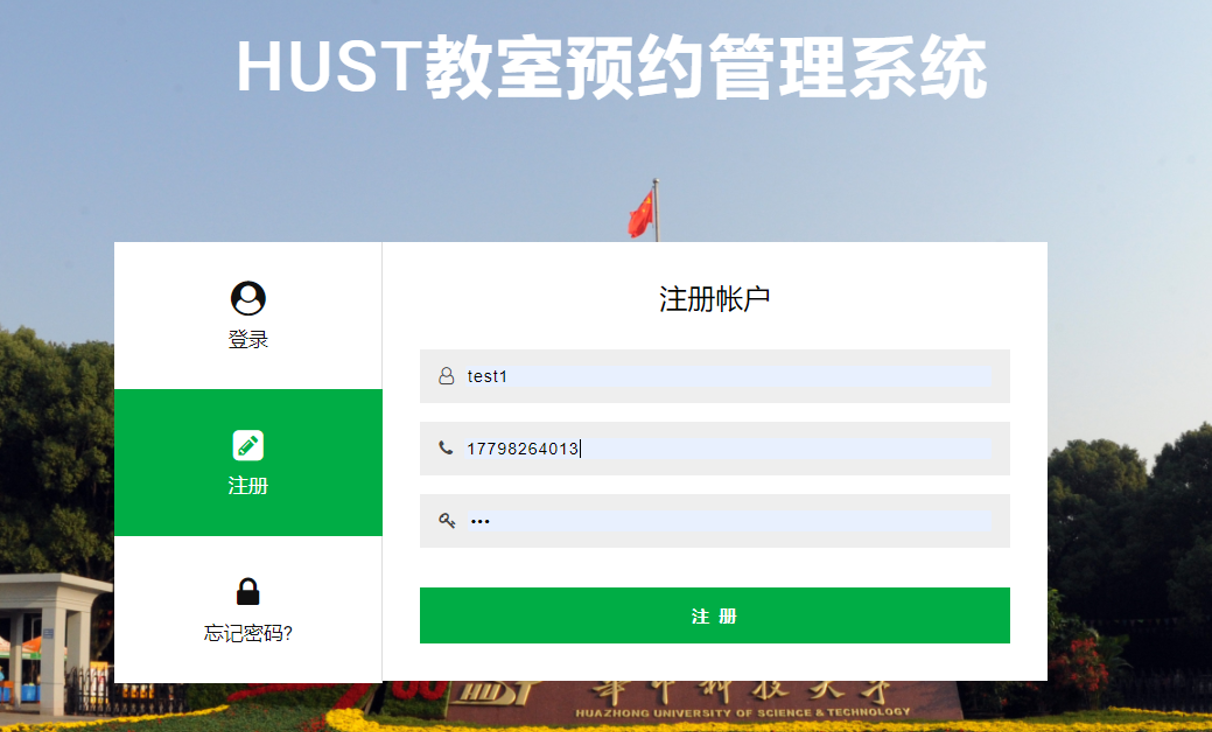 HUST教室预约管理系统
登录
注册
忘记密码?
注册帐户
test1
17798264013
•••
注 册
HUST
华中科技大学
HUAZHONG UNIVERSITY OF SCIENCE & TECHNOLOGY